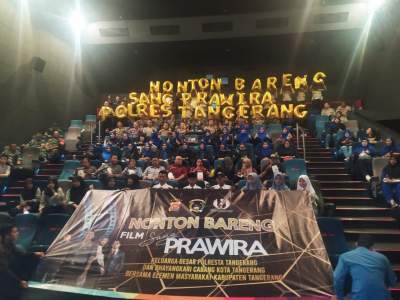 NONTON BARENG
SANG PRAWIRA
POLRES TANGERANG
NONTON BARENG
FILM Sang
PRAWIRA
KELUARGA BESAR POLRESTA TANGERANG
DAN BHAYANGKARI CABANG KOTA TANGERANG
BERSAMA ELEMEN MASYARAKAT KABUPATEN TANGERANG